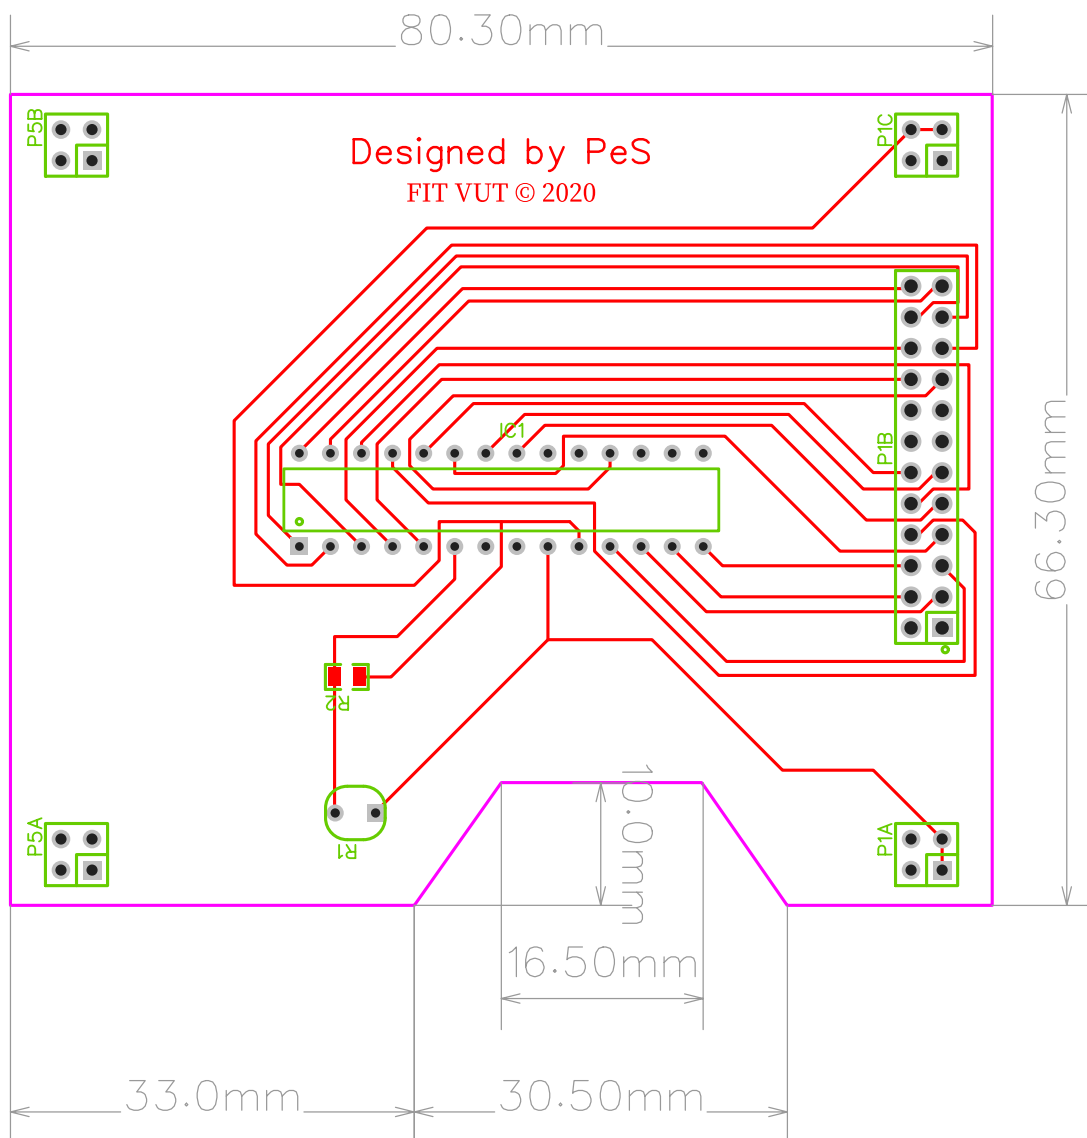 80.30mm
P5B
P1C
Designed by PeS
FIT VUT © 2020
IC1
P1B
66.30mm
R2
10.0mm
P5A
R1
P1A
16.50mm
33.0mm
30.50mm